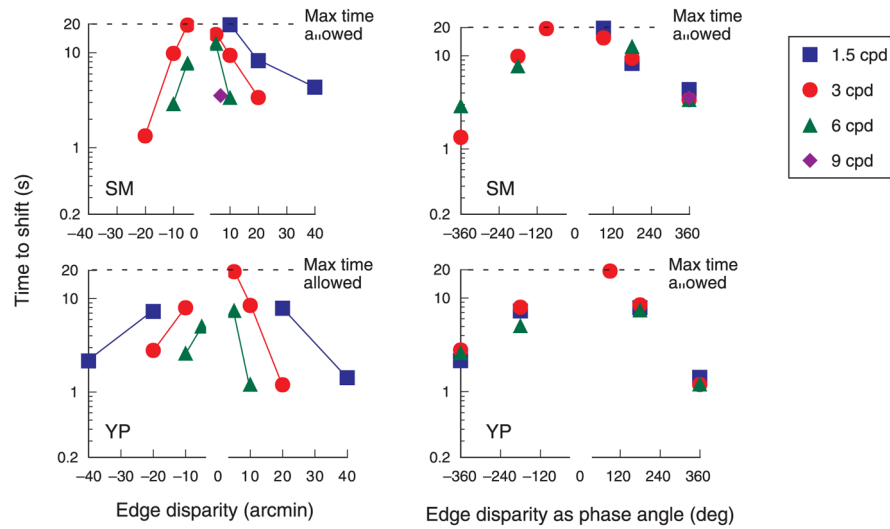 20
10
1
0.2
SM
Max time
allowed
−40 −30 −20 −10 0 10 20 30 40
20
10
1
0.2
SM
Max time
−360 −240 −120 0 120 240 360
1.5 cpd
3 cpd
6 cpd
9 cpd
Time to shift (s)
20
10
1
0.2
YP
Max time
allowed
−40 −30 −20 −10 0 10 20 30 40
Edge disparity (arcmin)
20
10
1
0.2
YP
Max time
−360 −240 −120 0 120 240 360
Edge disparity as phase angle (deg)